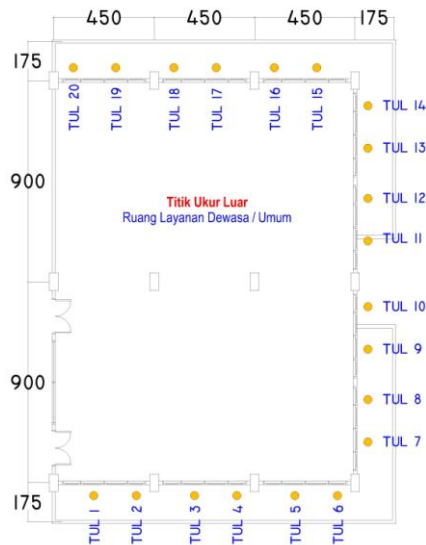 450 450 450 175
175
TUL 20 TUL 19 TUL 18 TUL 17 TUL 16 TUL 15
TUL 14
TUL 13
900
Titik Ukur Luar
TUL 12
Ruang Layanan Dewasa / Umum
TUL 11
TUL 10
TUL 9
900
TUL 8
TUL 7
175
TUL 1 TUL 2 TUL 3 TUL 4 TUL 5 TUL 6